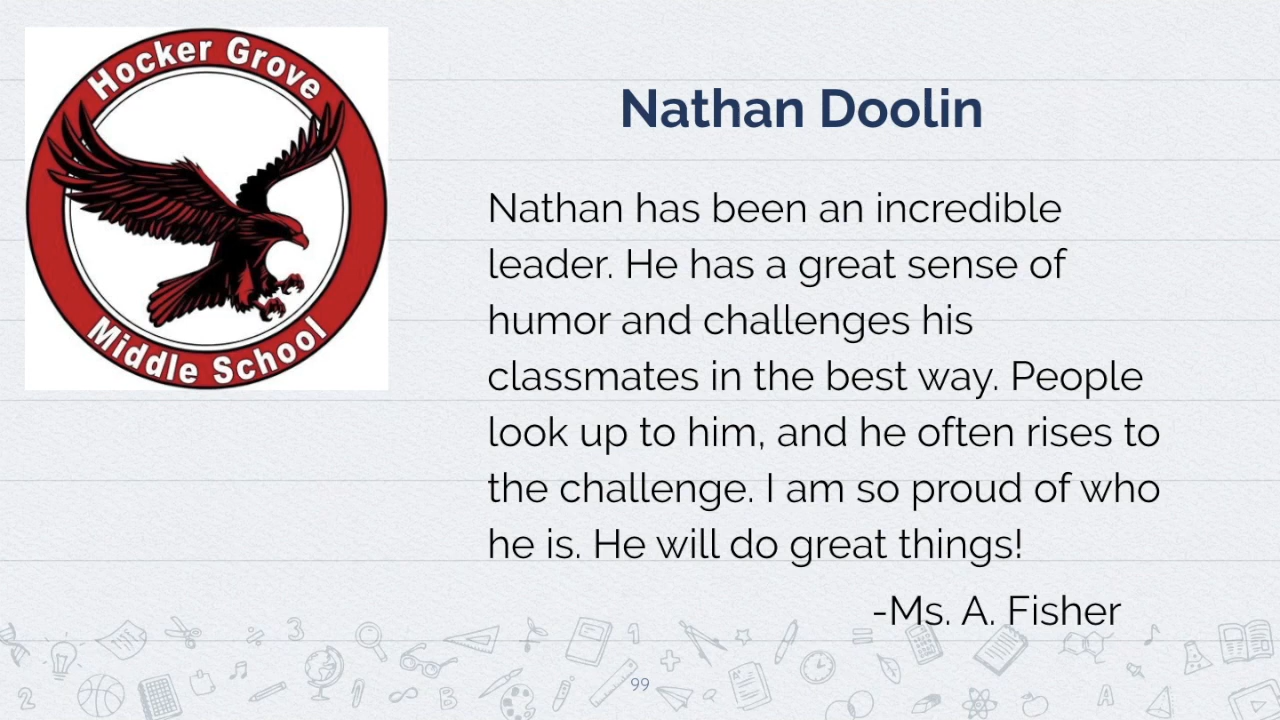 Hocker Grove
Middle School
Nathan Doolin
Nathan has been an incredible
leader. He has a great sense of
humor and challenges his
classmates in the best way. People
look up to him, and he often rises to
the challenge. I am so proud of who
he is. He will do great things!
-Ms. A. Fisher
99